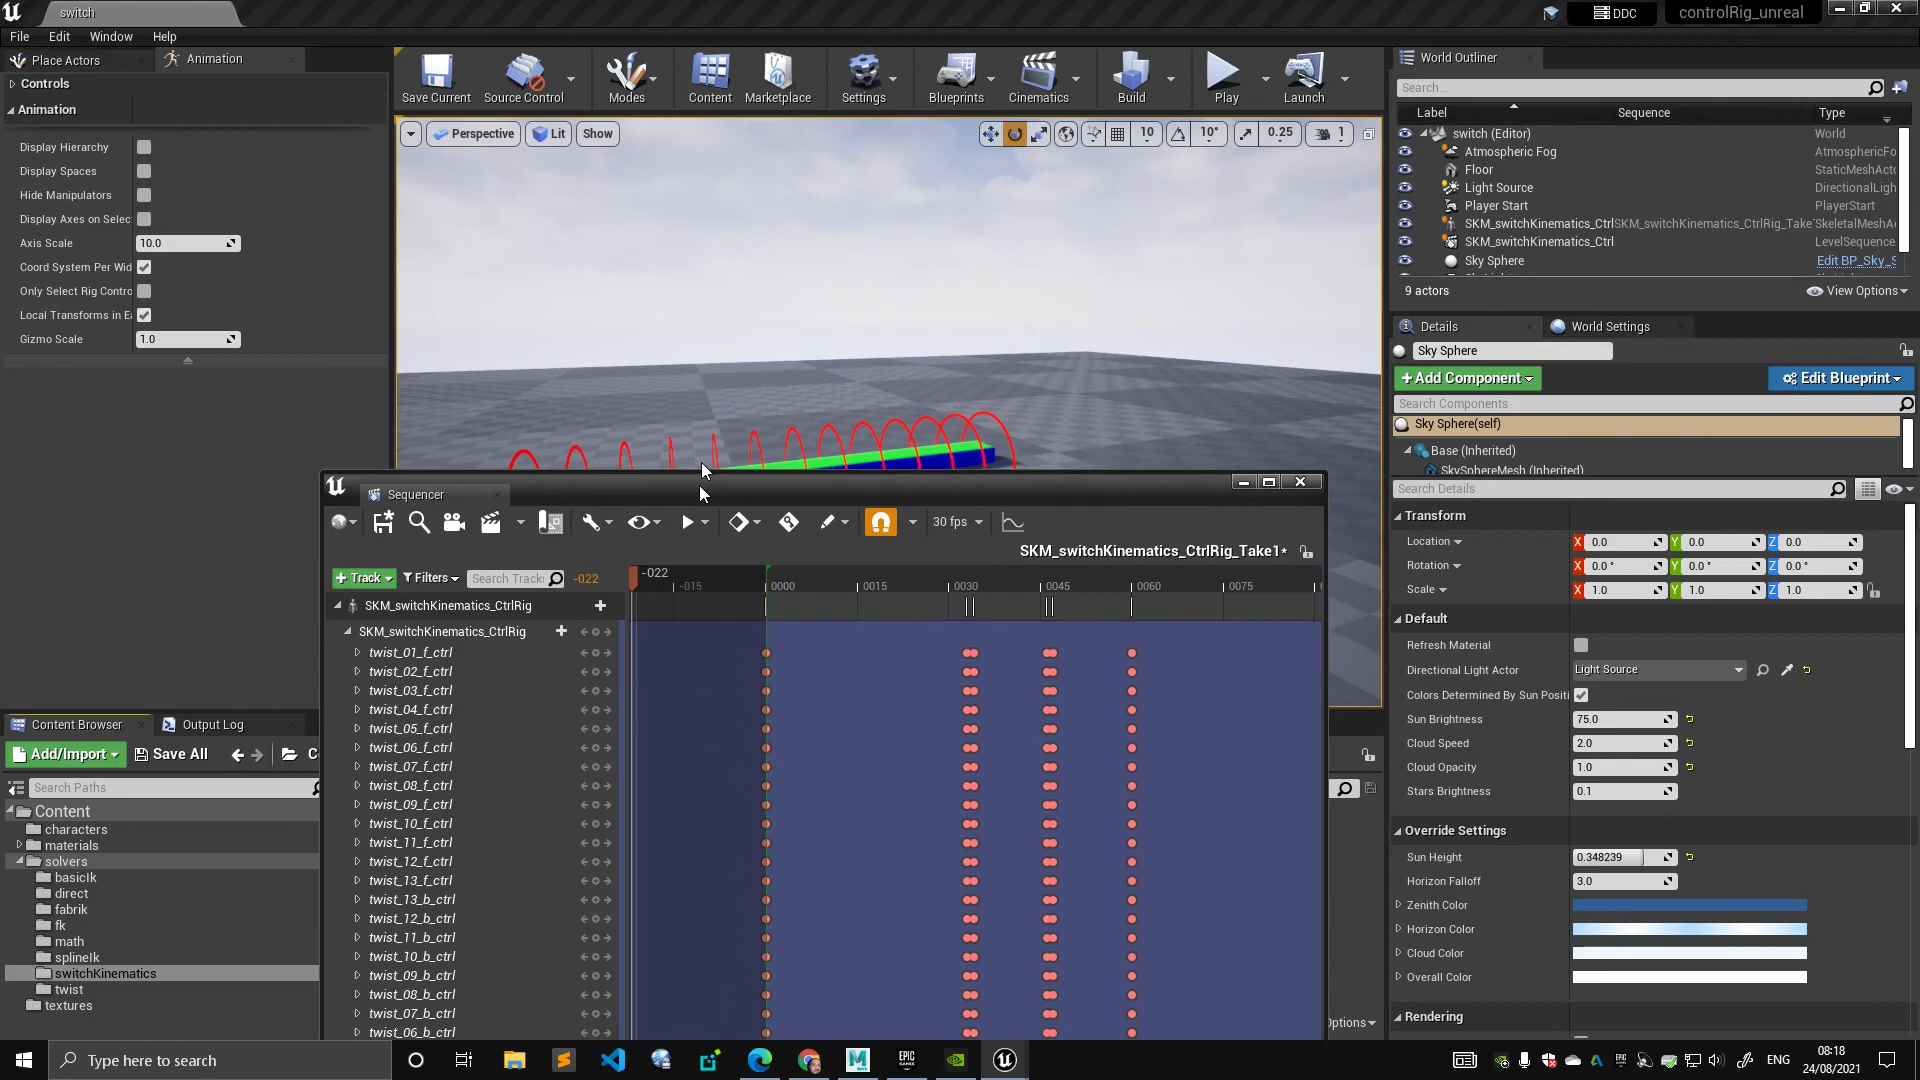 switch
DDC
controlRig_unreal
File Edit Window Help
Place Actors
Animation
Controls
Animation
Display Hierarchy
Display Spaces
Hide Manipulators
Display Axes on Selec
Axis Scale 10.0
Coord System Per Wid
Only Select Rig Contro
Local Transforms in Ea
Gizmo Scale 1.0
Save Current Source Control Modes Content Marketplace Settings Blueprints Cinematics Build Play Launch
Perspective Lit Show
10 10° 0.25 1
World Outliner
Search...
Label Sequence Type
switch (Editor) World
Atmospheric Fog AtmosphericFo
Floor StaticMeshActo
Light Source DirectionalLigh
Player Start PlayerStart
SKM_switchKinematics_CtrlSKM_switchKinematics_CtrlRig_Take SkeletalMeshAc
SKM_switchKinematics_Ctrl LevelSequence
Sky Sphere Edit BP_Sky_S
9 actors View Options
Details World Settings
Sky Sphere
Add Component Edit Blueprint
Search Components
Sky Sphere(self)
Base (Inherited)
SkySphereMesh (Inherited)
Search Details
Transform
Location X 0.0 Y 0.0 Z 0.0
Rotation X 0.0 ° Y 0.0 ° Z 0.0 °
Scale X 1.0 Y 1.0 Z 1.0
Default
Refresh Material
Directional Light Actor Light Source
Colors Determined By Sun Positi
Sun Brightness 75.0
Cloud Speed 2.0
Cloud Opacity 1.0
Stars Brightness 0.1
Override Settings
Sun Height 0.348239
Horizon Falloff 3.0
Zenith Color
Horizon Color
Cloud Color
Overall Color
Rendering
Sequencer
30 fps
SKM_switchKinematics_CtrlRig_Take1*
Track Filters Search Tracks -022
-022
-015 0000 0015 0030 0045 0060 0075
SKM_switchKinematics_CtrlRig
SKM_switchKinematics_CtrlRig
twist_01_f_ctrl
twist_02_f_ctrl
twist_03_f_ctrl
twist_04_f_ctrl
twist_05_f_ctrl
twist_06_f_ctrl
twist_07_f_ctrl
twist_08_f_ctrl
twist_09_f_ctrl
twist_10_f_ctrl
twist_11_f_ctrl
twist_12_f_ctrl
twist_13_f_ctrl
twist_13_b_ctrl
twist_12_b_ctrl
twist_11_b_ctrl
twist_10_b_ctrl
twist_09_b_ctrl
twist_08_b_ctrl
twist_07_b_ctrl
twist_06_b_ctrl
Content Browser Output Log
Add/Import Save All C
Search Paths
Content
characters
materials
solvers
basicIk
direct
fabrik
fk
math
splineIk
switchKinematics
twist
textures
ptions
Type here to search
ENG
08:18
24/08/2021